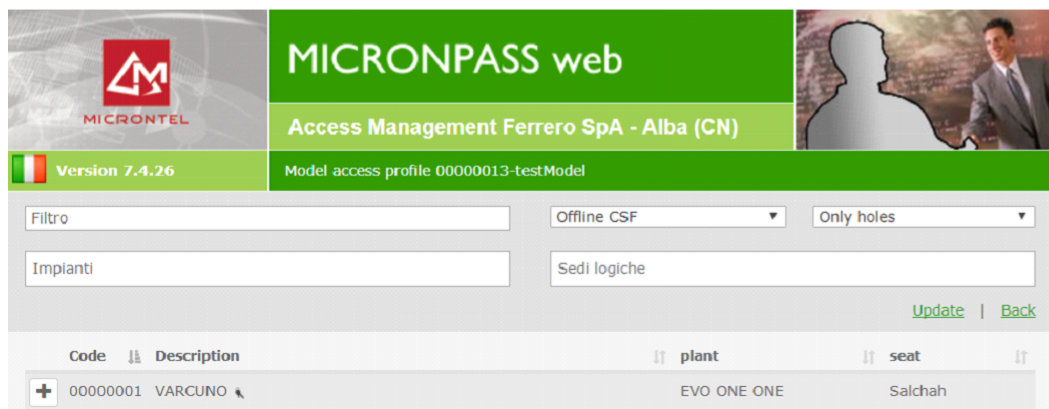 MICRONTEL
MICRONPASS web
Access Management Ferrero SpA - Alba (CN)
Version 7.4.26
Model access profile 00000013-testModel
Filtro
Offline CSF
Only holes
Impianti
Sedi logiche
Update | Back
Code Description plant seat
00000001 VARCUNO EVO ONE ONE Salchah